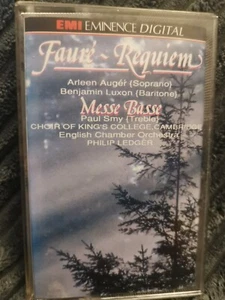 EMI EMINENCE DIGITAL
Fauré ~ Requiem
Arleen Augér (Soprano)
Benjamin Luxon (Baritone)
Messe Basse
Paul Smy (Treble)
CHOIR OF KING'S COLLEGE, CAMBRIDGE
English Chamber Orchestra
PHILIP LEDGER